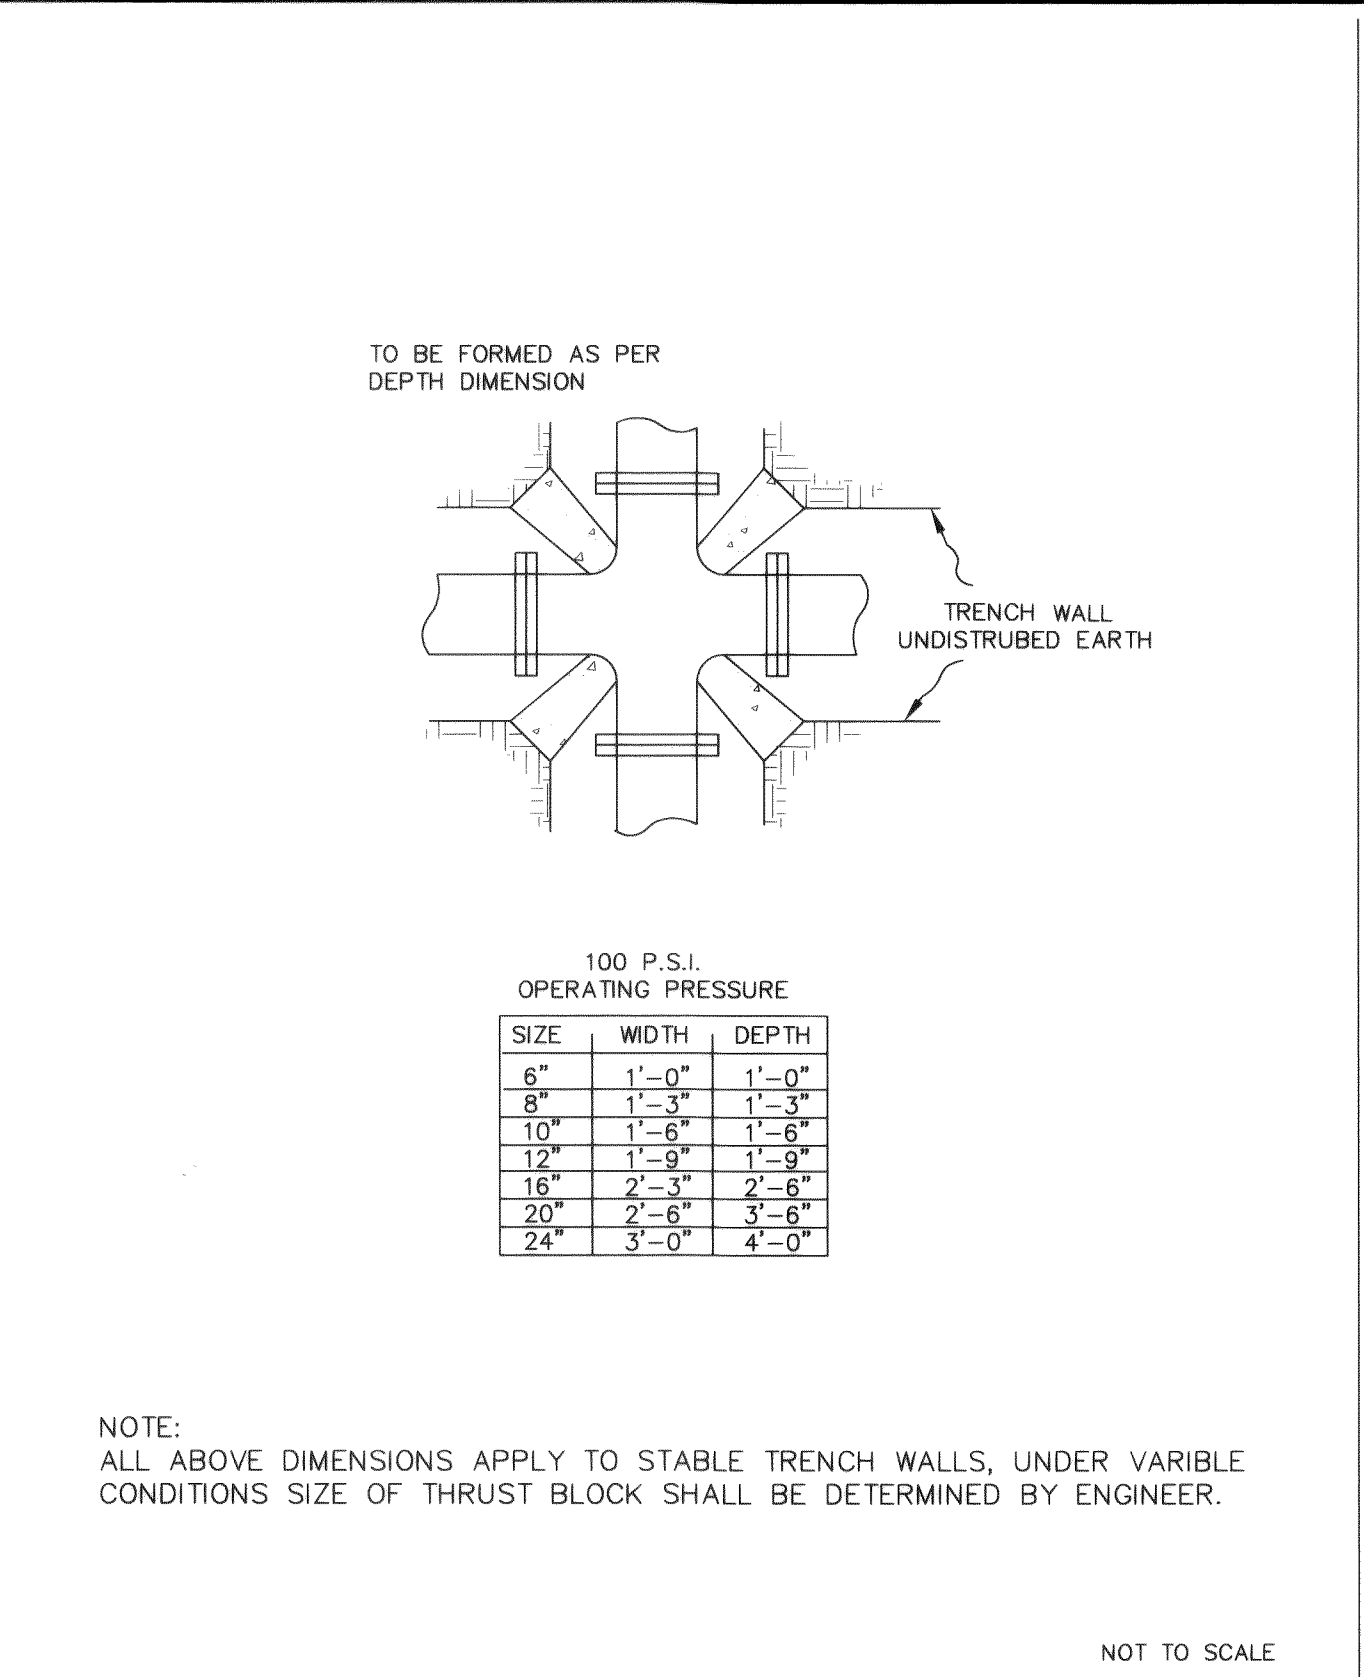 TO BE FORMED AS PER
DEPTH DIMENSION
TRENCH WALL
UNDISTRUBED EARTH
100 P.S.I.
OPERATING PRESSURE
SIZE WIDTH DEPTH
6" 1'-0" 1'-0"
8" 1'-3" 1'-3"
10" 1'-6" 1'-6"
12" 1'-9" 1'-9"
16" 2'-3" 2'-6"
20" 2'-6" 3'-6"
24" 3'-0" 4'-0"
NOTE:
ALL ABOVE DIMENSIONS APPLY TO STABLE TRENCH WALLS, UNDER VARIBLE
CONDITIONS SIZE OF THRUST BLOCK SHALL BE DETERMINED BY ENGINEER.
NOT TO SCALE